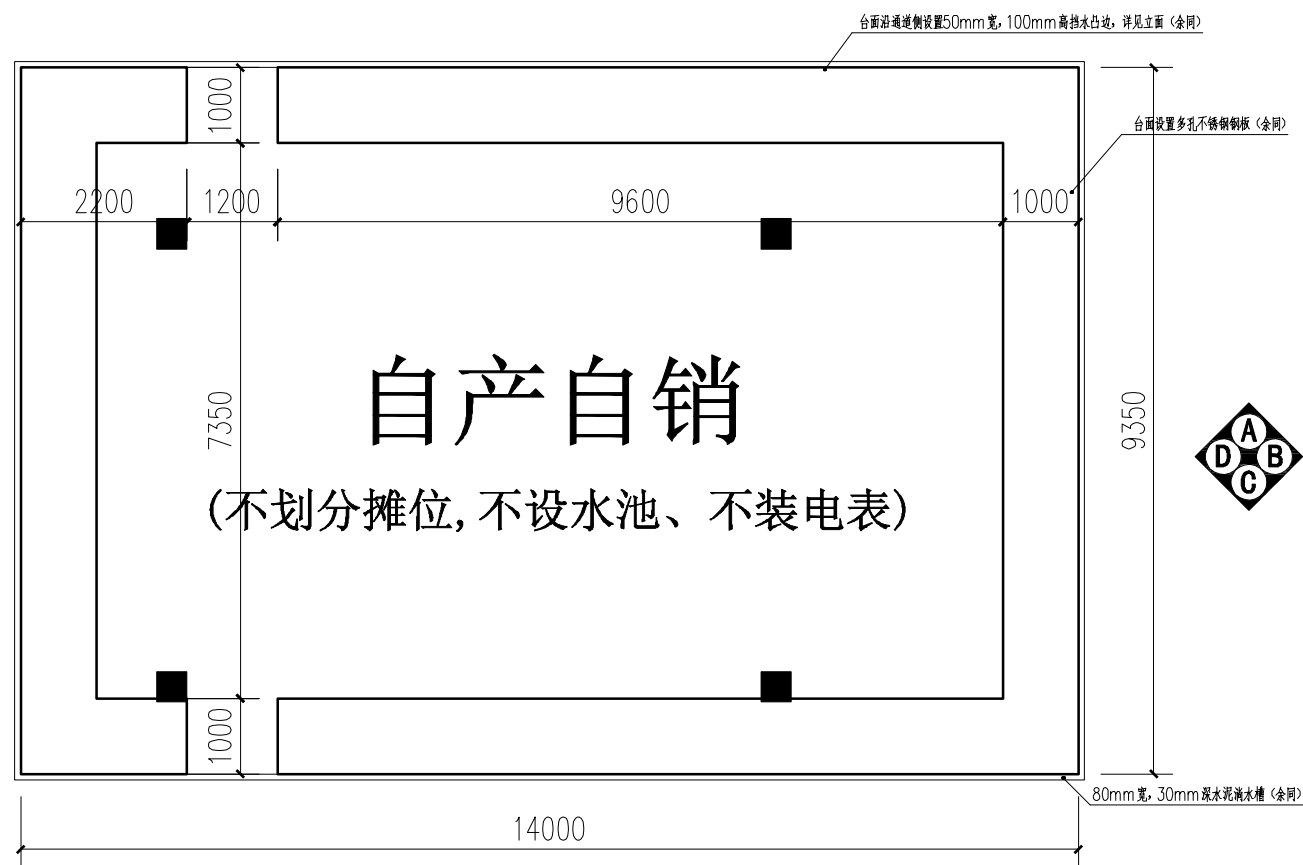 台面沿通道侧设置50mm宽，100mm高挡水凸边，详见立面（余同）
1000
台面设置多孔不锈钢钢板（余同）
2200
1200
9600
1000
自产自销
7350
9350
A
D
B
C
(不划分摊位,不设水池、不装电表)
1000
80mm宽，30mm深水泥淌水槽（余同）
14000